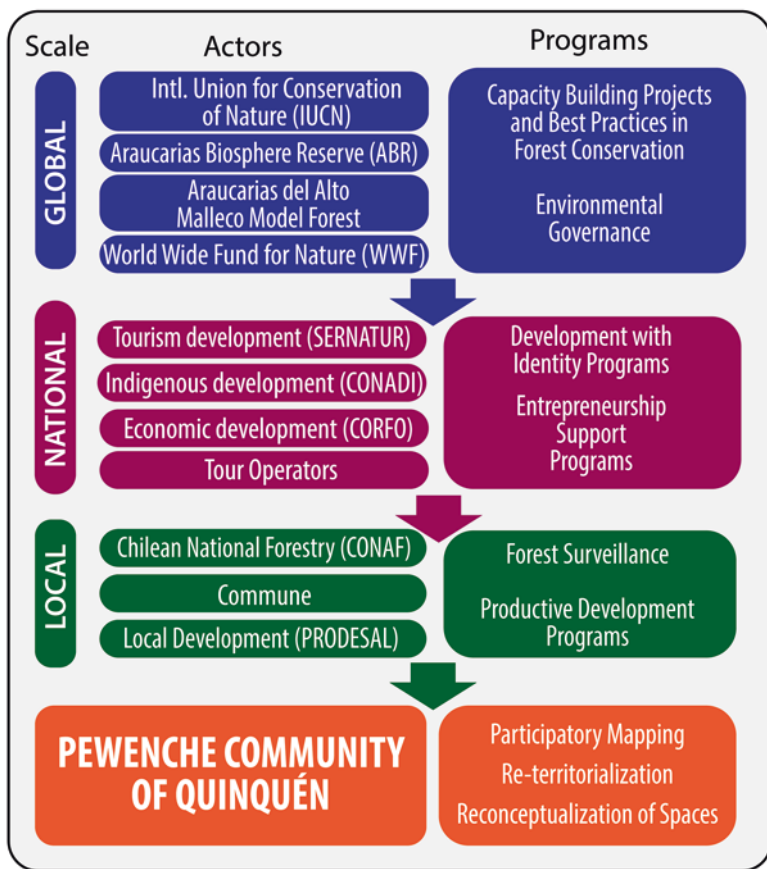 Scale
Actors
Programs
GLOBAL
Intl. Union for Conservation
of Nature (IUCN)
Araucarias Biosphere Reserve (ABR)
Araucarias del Alto
Malleco Model Forest
World Wide Fund for Nature (WWF)
Capacity Building Projects
and Best Practices in
Forest Conservation
Environmental
Governance
NATIONAL
Tourism development (SERNATUR)
Indigenous development (CONADI)
Economic development (CORFO)
Tour Operators
Development with
Identity Programs
Entrepreneurship
Support
Programs
LOCAL
Chilean National Forestry (CONAF)
Commune
Local Development (PRODESAL)
Forest Surveillance
Productive Development
Programs
PEWENCHE COMMUNITY
OF QUINQUÉN
Participatory Mapping
Re-territorialization
Reconceptualization of Spaces